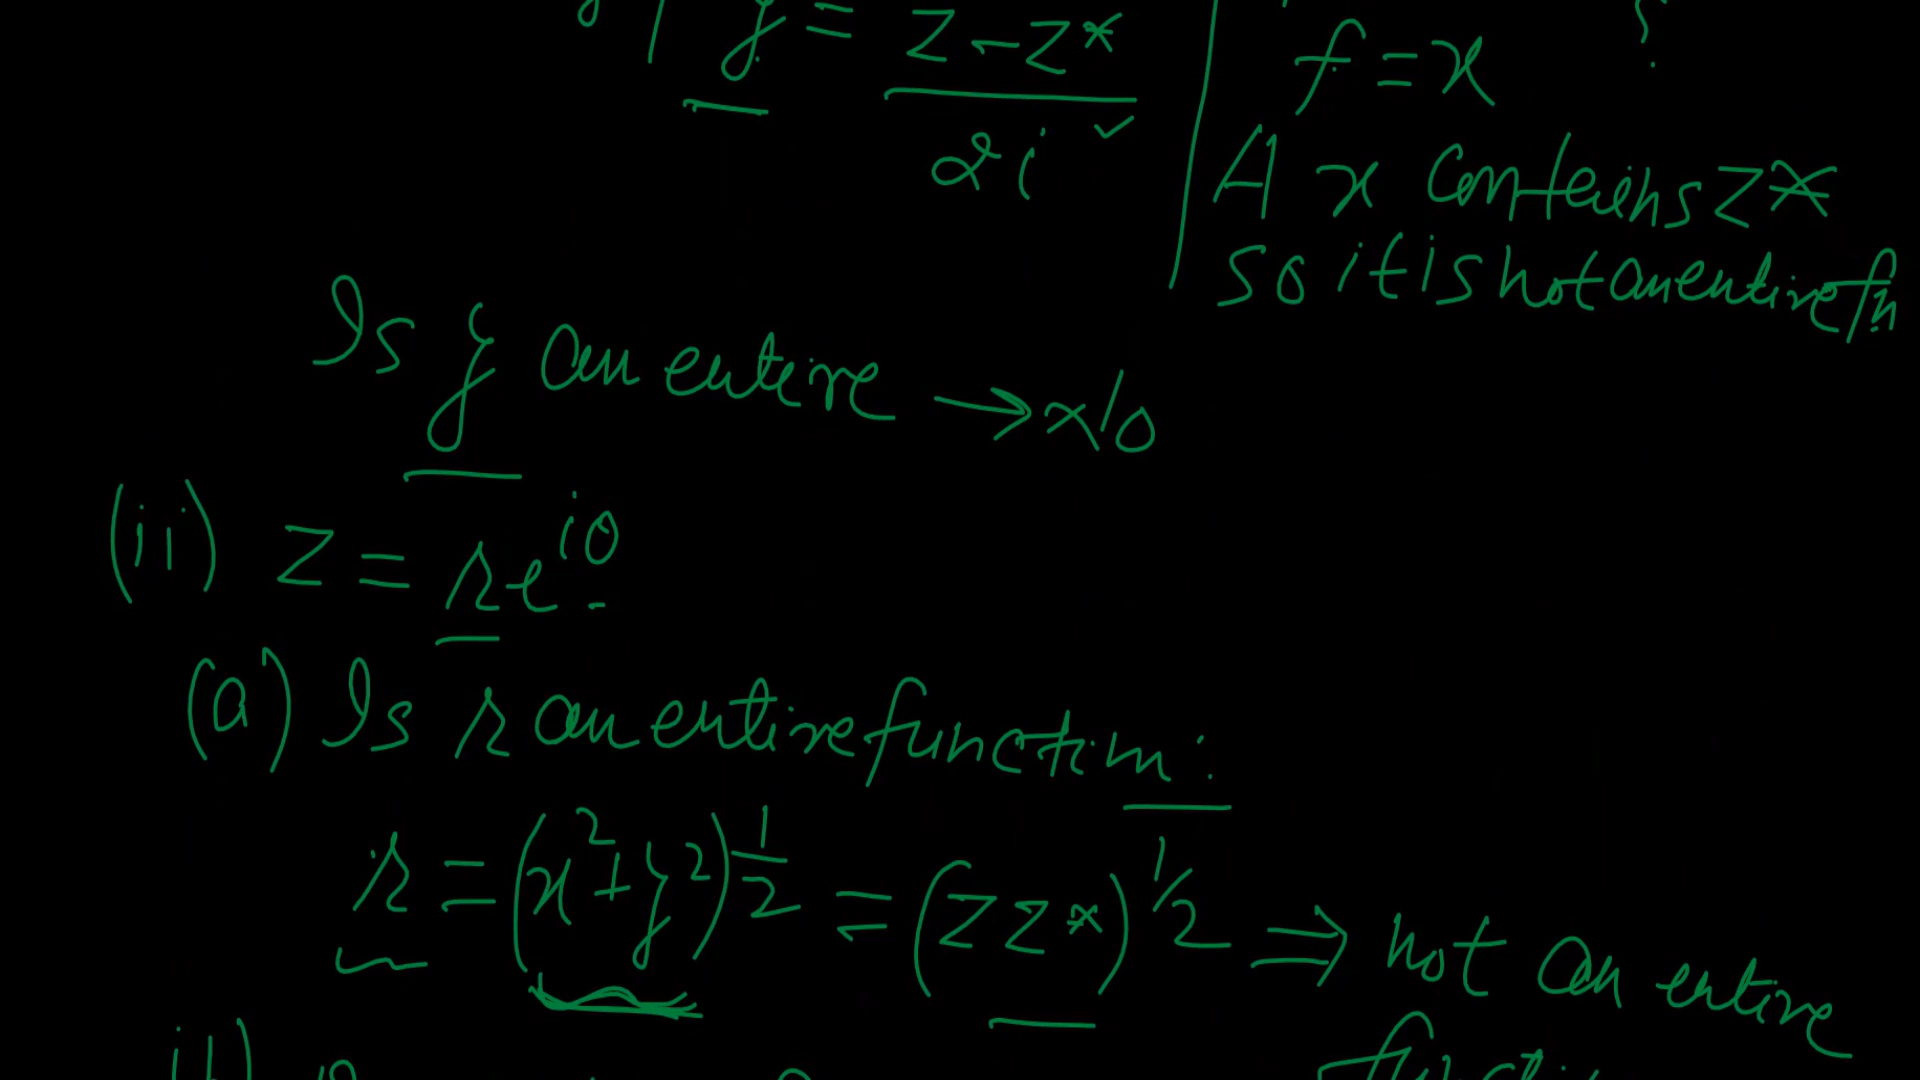 y = z - z*
2i ✓
f = x
A x contains z*
so it is not an entire fn
Is y an entire → x10
(ii) z = re^iθ
(a) Is r an entire function:
r = (x² + y²)^1/2 = (zz*)^1/2 ⇒ not an entire